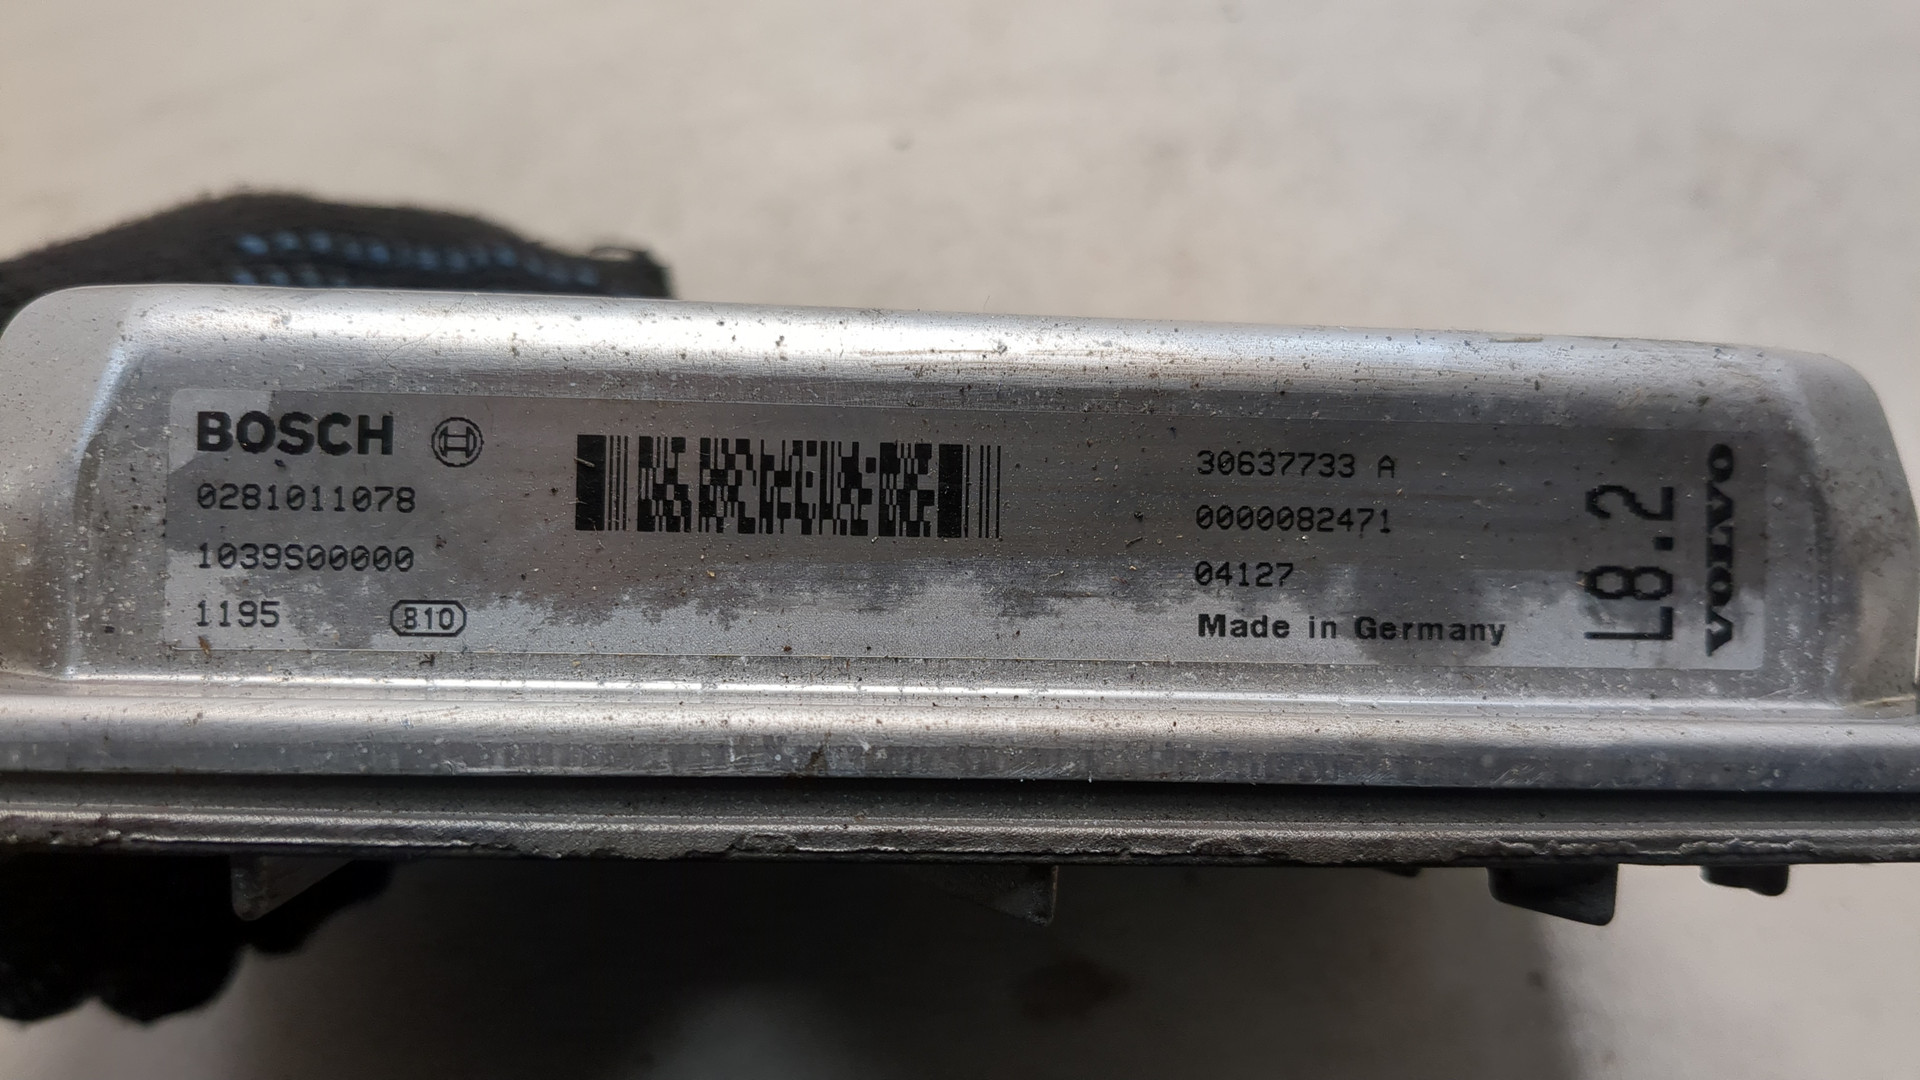 BOSCH
0281011078
1039S00000
1195 810
30637733 A
0000082471
04127
Made in Germany
L8.2
VOLVO